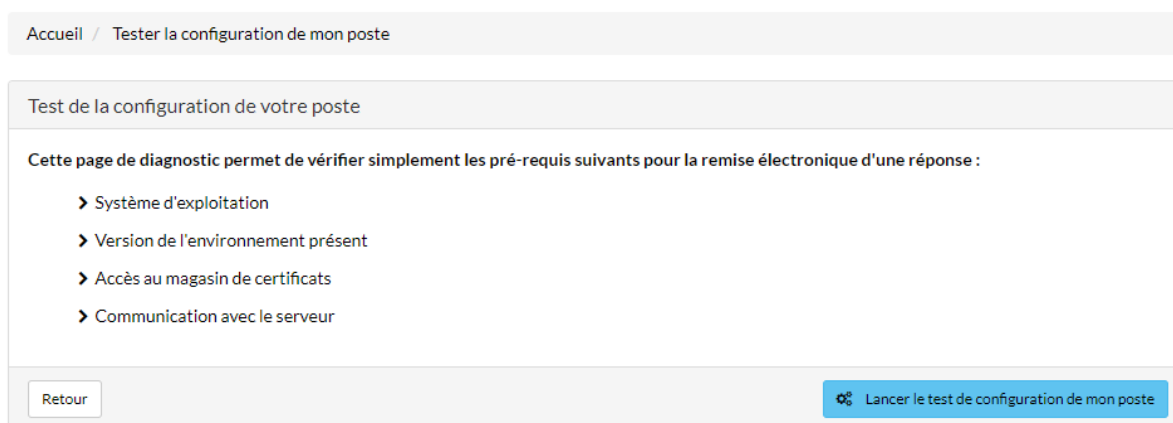 Accueil / Tester la configuration de mon poste
Test de la configuration de votre poste
Cette page de diagnostic permet de vérifier simplement les pré-requis suivants pour la remise électronique d'une réponse :
Système d'exploitation
Version de l'environnement présent
Accès au magasin de certificats
Communication avec le serveur
Retour
Lancer le test de configuration de mon poste